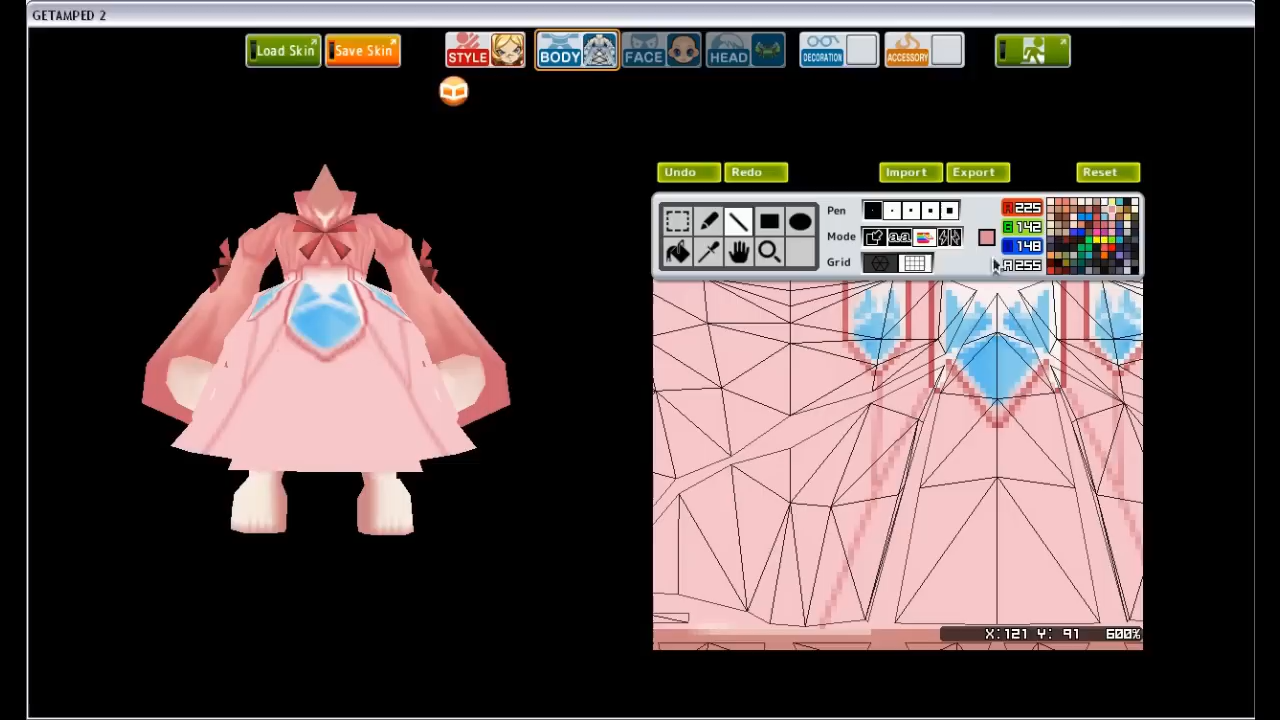 GETAMPED 2
Load Skin
Save Skin
STYLE
BODY
FACE
HEAD
DECORATION
ACCESSORY
Undo
Redo
Import
Export
Reset
Pen
Mode
aa
Grid
R 225
G 142
B 148
A 255
X:121 Y: 91 600%